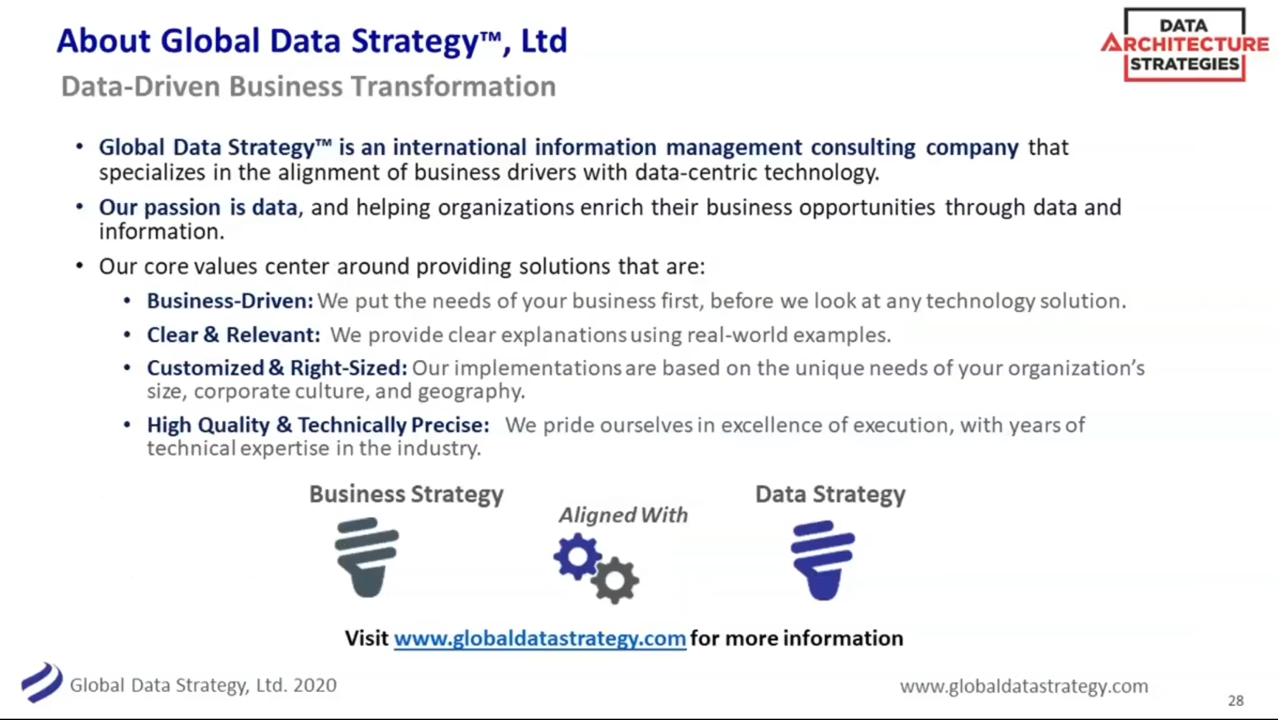 About Global Data Strategy™, Ltd
DATA
ARCHITECTURE
STRATEGIES
Data-Driven Business Transformation
• Global Data Strategy™ is an international information management consulting company that
specializes in the alignment of business drivers with data-centric technology.
• Our passion is data, and helping organizations enrich their business opportunities through data and
information.
• Our core values center around providing solutions that are:
• Business-Driven: We put the needs of your business first, before we look at any technology solution.
• Clear & Relevant: We provide clear explanations using real-world examples.
• Customized & Right-Sized: Our implementations are based on the unique needs of your organization's
size, corporate culture, and geography.
• High Quality & Technically Precise: We pride ourselves in excellence of execution, with years of
technical expertise in the industry.
Business Strategy
Aligned With
Data Strategy
Visit www.globaldatastrategy.com for more information
Global Data Strategy, Ltd. 2020
www.globaldatastrategy.com
28